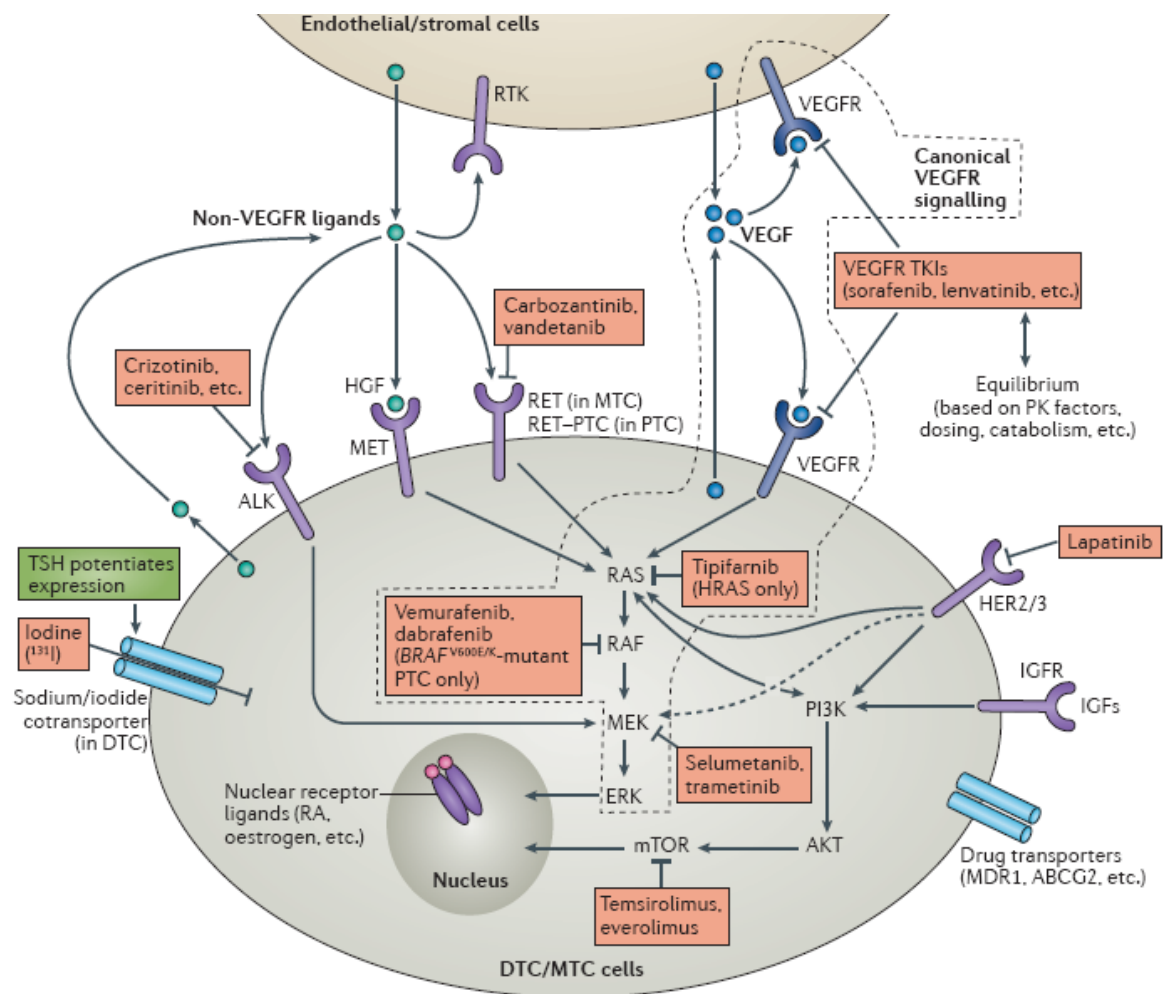 Endothelial/stromal cells
RTK
VEGFR
Canonical
VEGFR
signalling
Non-VEGFR ligands
VEGF
VEGFR TKIs
(sorafenib, lenvatinib, etc.)
Carbozantinib,
vandetanib
Crizotinib,
ceritinib, etc.
HGF
MET
RET (in MTC)
RET–PTC (in PTC)
Equilibrium
(based on PK factors,
dosing, catabolism, etc.)
VEGFR
ALK
TSH potentiates
expression
Iodine
(¹³¹I)
Sodium/iodide
cotransporter
(in DTC)
RAS
Tipifarnib
(HRAS only)
Lapatinib
HER2/3
Vemurafenib,
dabrafenib
(BRAFV600E/K-mutant
PTC only)
RAF
IGFR
IGFs
MEK
PI3K
Selumetanib,
trametinib
Nuclear receptor
ligands (RA,
oestrogen, etc.)
ERK
Nucleus
mTOR
AKT
Drug transporters
(MDR1, ABCG2, etc.)
Temsirolimus,
everolimus
DTC/MTC cells